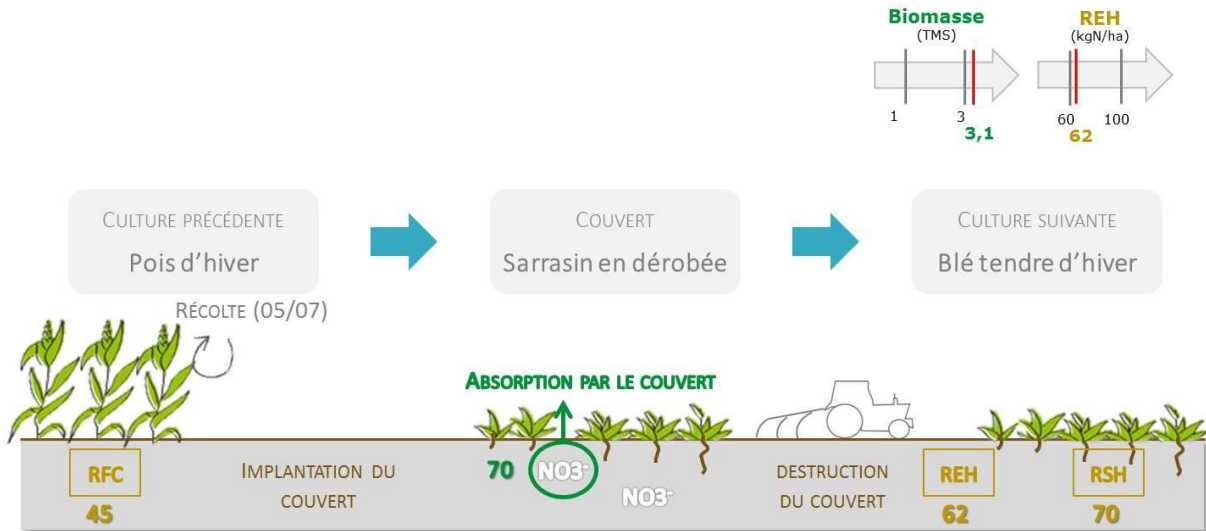 Biomasse
(TMS)
REH
(kgN/ha)
1
3
3,1
60
100
62
CULTURE PRÉCÉDENTE
Pois d'hiver
COUVERT
Sarrasin en dérobée
CULTURE SUIVANTE
Blé tendre d'hiver
RÉCOLTE (05/07)
ABSORPTION PAR LE COUVERT
RFC
45
IMPLANTATION DU
COUVERT
70
NO3-
NO3-
DESTRUCTION
DU COUVERT
REH
62
RSH
70